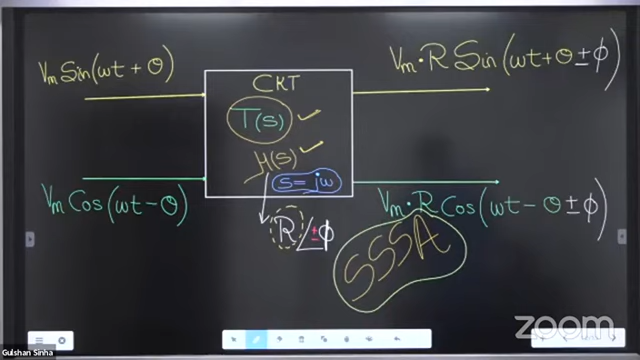 Vm Sin(ωt + θ)
Vm·R Sin(ωt+θ ± φ)
CKT
T(s) ✓
H(s) ✓
s = jω
Vm Cos(ωt - θ)
Vm·R Cos(ωt - θ ± φ)
R /± φ
SSSA
zoom
Gulshan Sinha